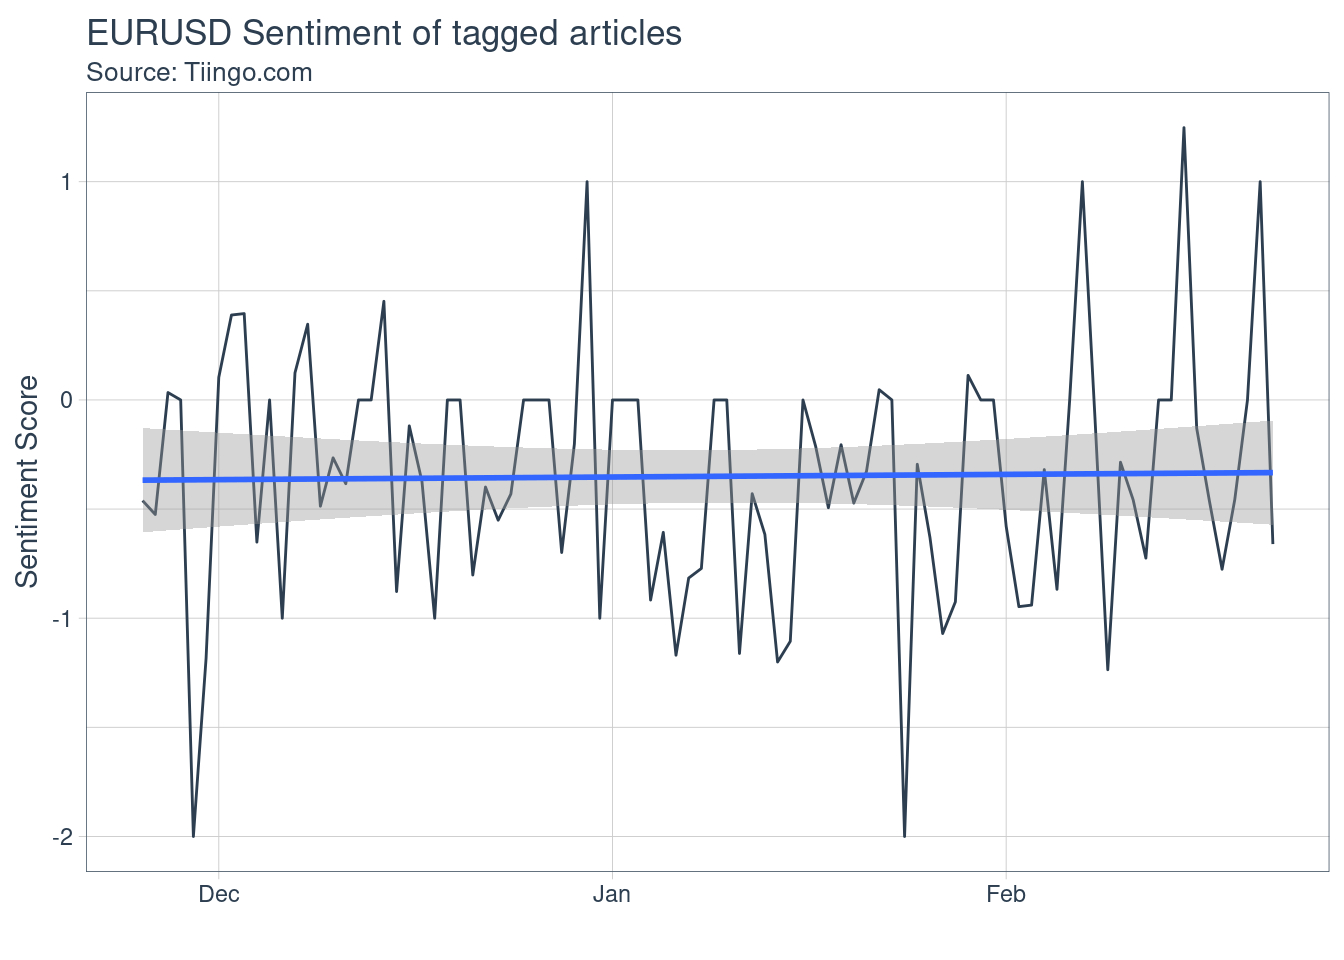 EURUSD Sentiment of tagged articles
Source: Tiingo.com
Sentiment Score
1
0
-1
-2
Dec Jan Feb